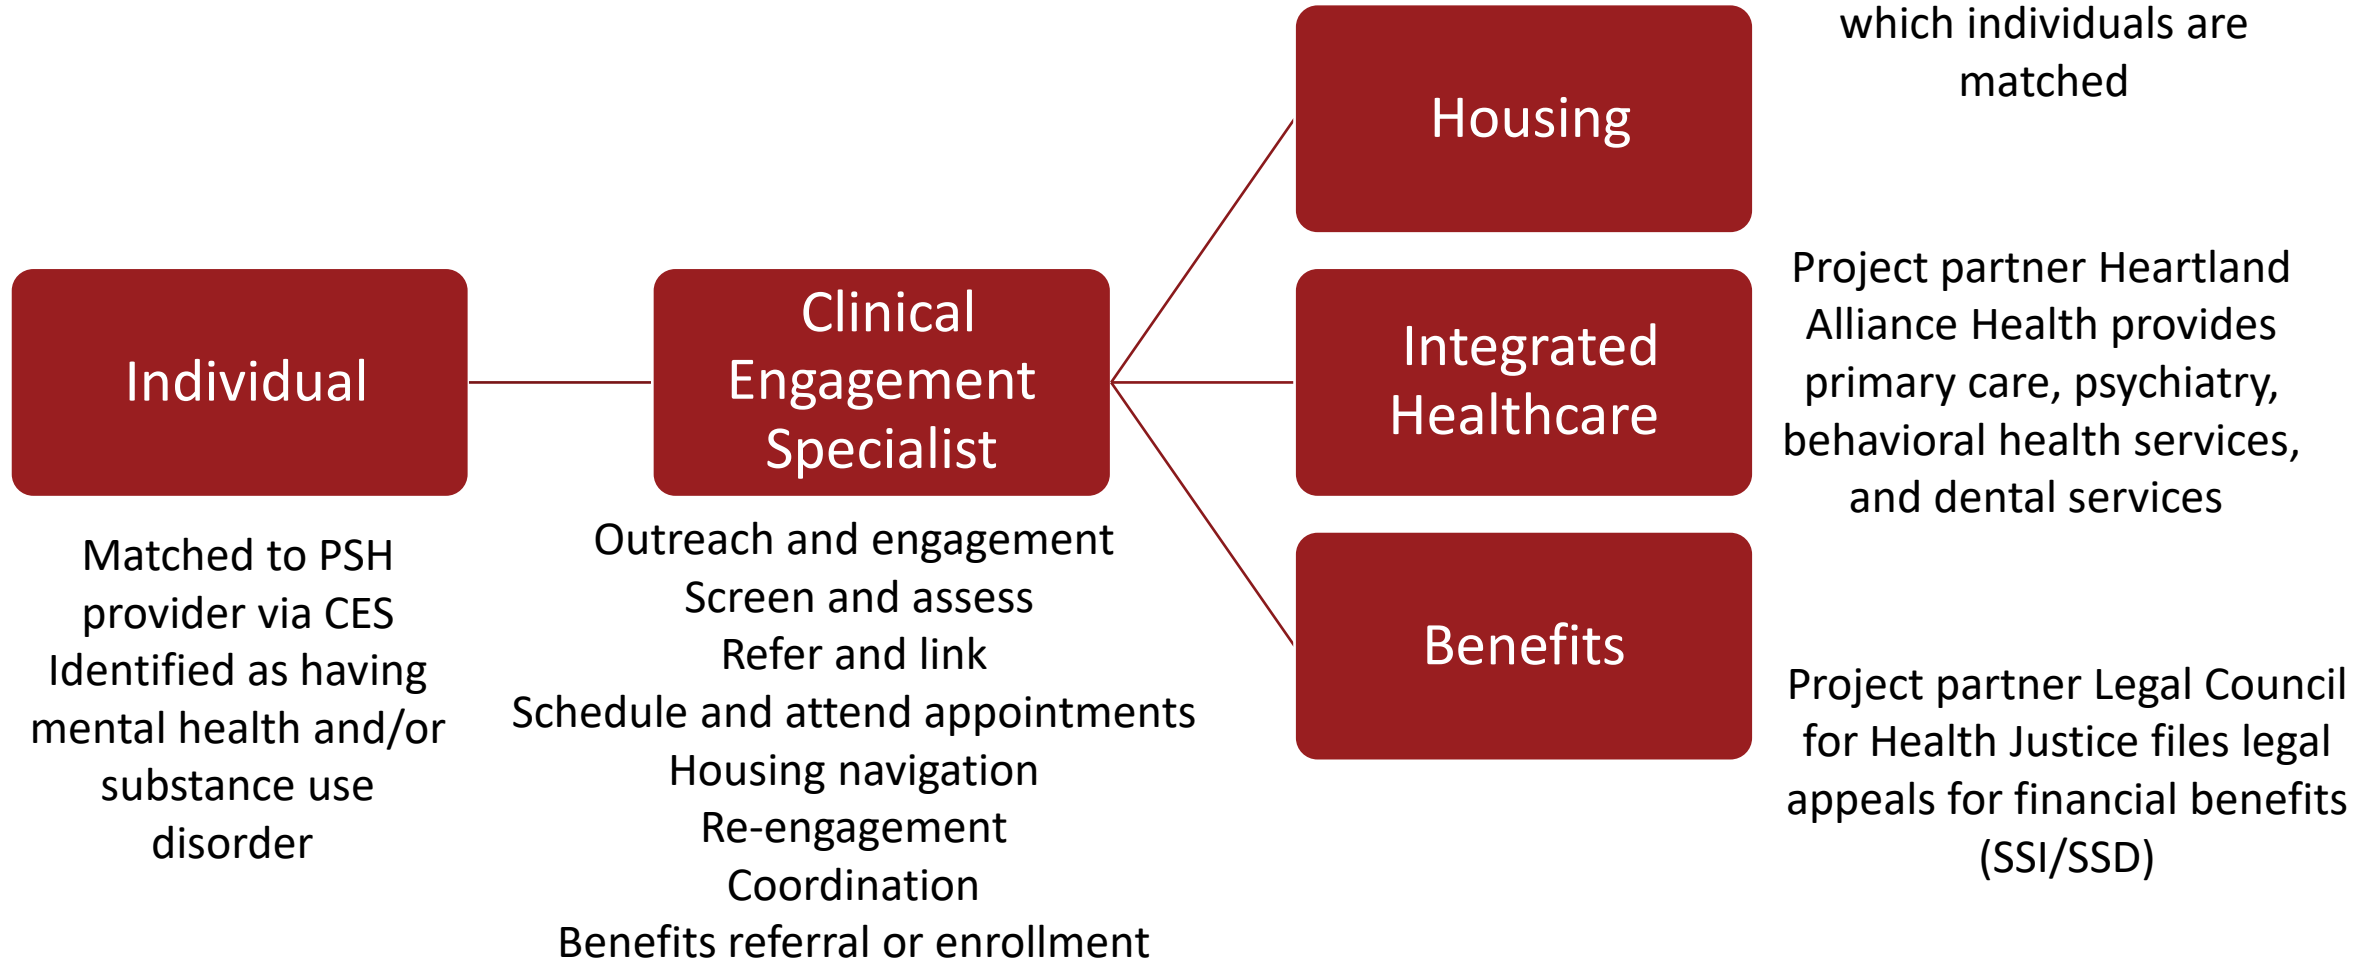 Individual
Matched to PSH
provider via CES
Identified as having
mental health and/or
substance use
disorder
Clinical
Engagement
Specialist
Outreach and engagement
Screen and assess
Refer and link
Schedule and attend appointments
Housing navigation
Re-engagement
Coordination
Benefits referral or enrollment
Housing
which individuals are
matched
Integrated
Healthcare
Project partner Heartland
Alliance Health provides
primary care, psychiatry,
behavioral health services,
and dental services
Benefits
Project partner Legal Council
for Health Justice files legal
appeals for financial benefits
(SSI/SSD)